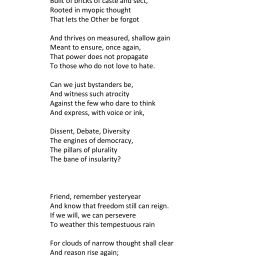 Built of bricks of caste and sect,
Rooted in myopic thought
That lets the Other be forgot
And thrives on measured, shallow gain
Meant to ensure, once again,
That power does not propagate
To those who do not love to hate.
Can we just bystanders be,
And witness such atrocity
Against the few who dare to think
And express, with voice or ink,
Dissent, Debate, Diversity
The engines of democracy,
The pillars of plurality
The bane of insularity?
Friend, remember yesteryear
And know that freedom still can reign.
If we will, we can persevere
To weather this tempestuous rain
For clouds of narrow thought shall clear
And reason rise again;